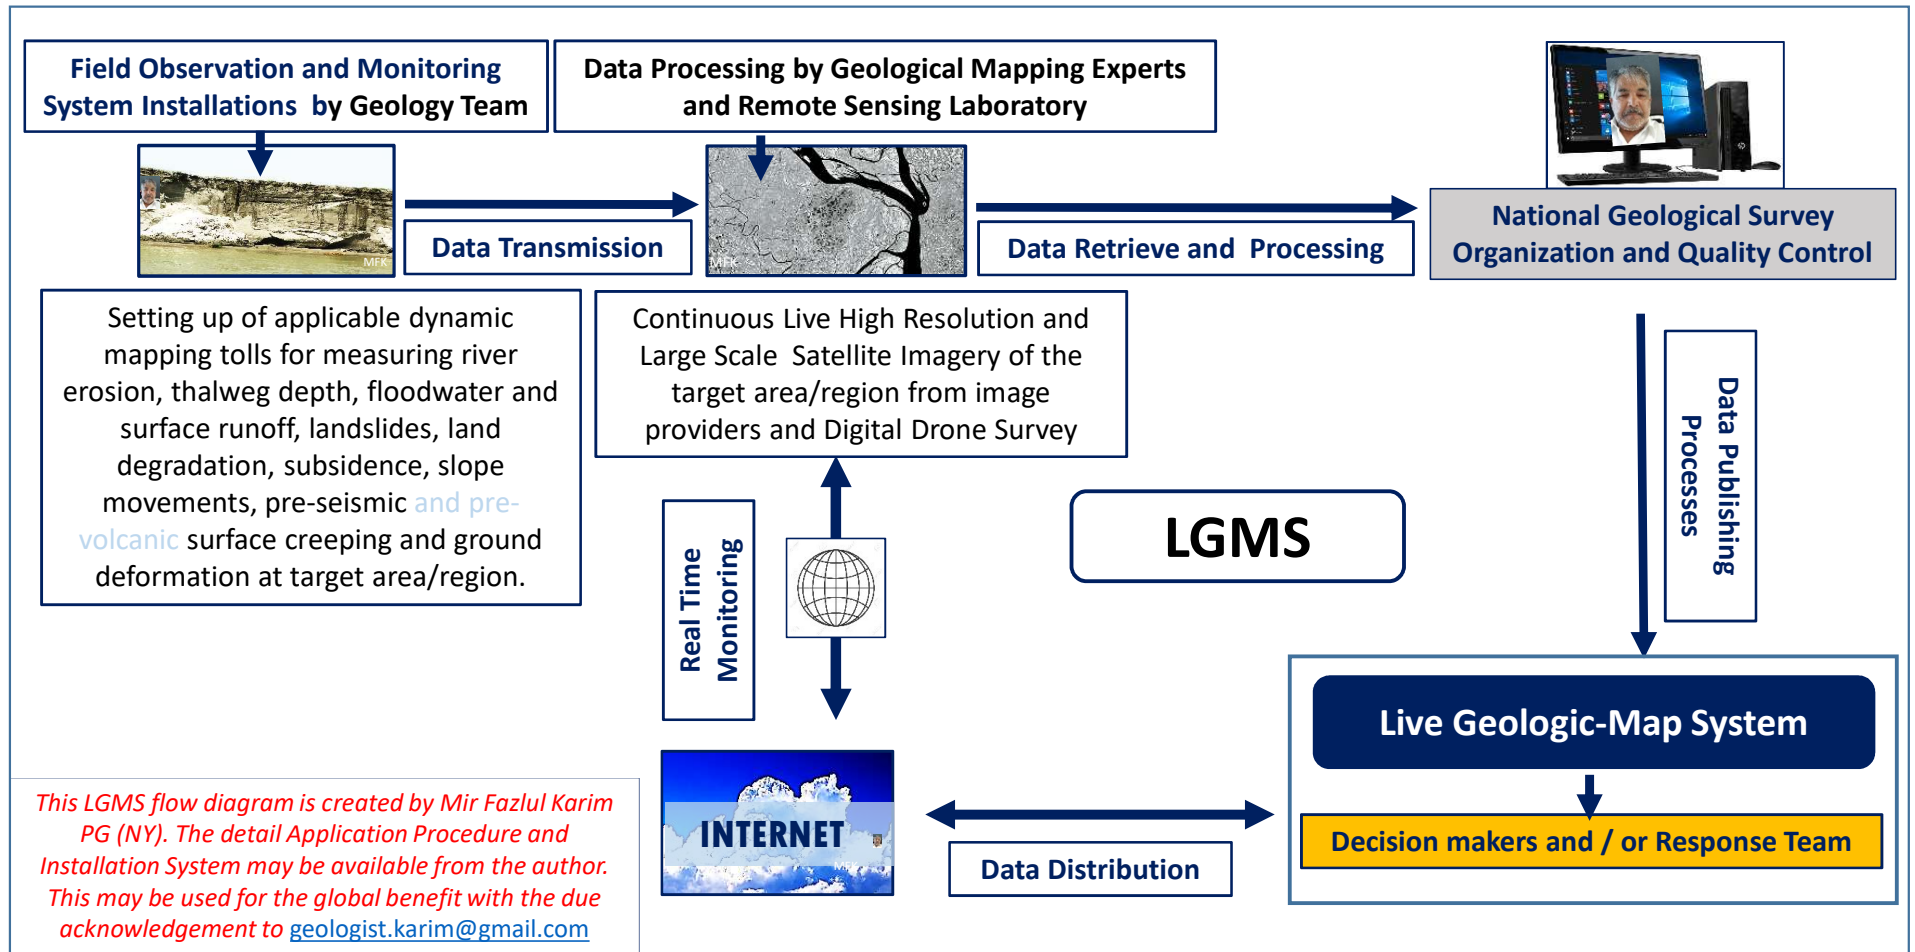 Field Observation and Monitoring
System Installations by Geology Team
Data Processing by Geological Mapping Experts
and Remote Sensing Laboratory
MFK
Data Transmission
MFK
Data Retrieve and Processing
National Geological Survey
Organization and Quality Control
Setting up of applicable dynamic
mapping tolls for measuring river
erosion, thalweg depth, floodwater and
surface runoff, landslides, land
degradation, subsidence, slope
movements, pre-seismic and pre-
volcanic surface creeping and ground
deformation at target area/region.
Continuous Live High Resolution and
Large Scale Satellite Imagery of the
target area/region from image
providers and Digital Drone Survey
Real Time
Monitoring
LGMS
Data Publishing
Processes
Live Geologic-Map System
Decision makers and / or Response Team
INTERNET
MFK
Data Distribution
This LGMS flow diagram is created by Mir Fazlul Karim
PG (NY). The detail Application Procedure and
Installation System may be available from the author.
This may be used for the global benefit with the due
acknowledgement to geologist.karim@gmail.com